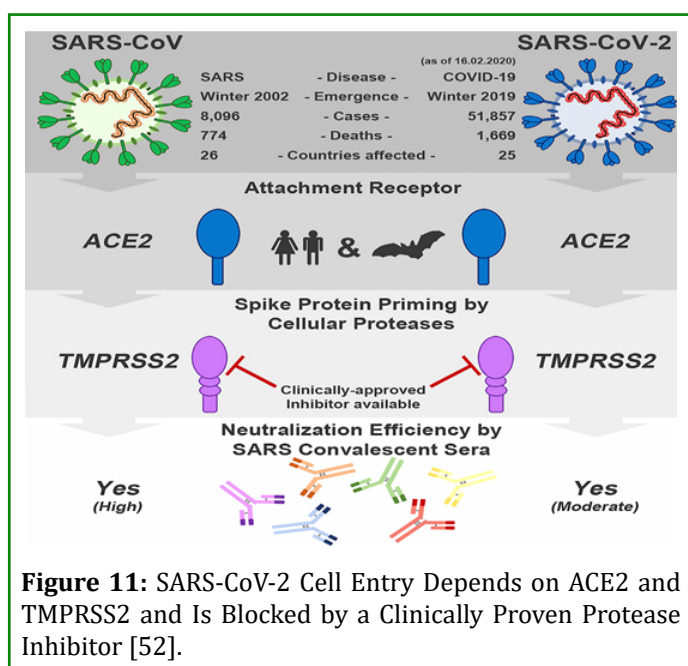 SARS-CoV
SARS-CoV-2
(as of 16.02.2020)
SARS - Disease - COVID-19
Winter 2002 - Emergence - Winter 2019
8,096 - Cases - 51,857
774 - Deaths - 1,669
26 - Countries affected - 25
Attachment Receptor
ACE2 & ACE2
Spike Protein Priming by
Cellular Proteases
TMPRSS2 TMPRSS2
Clinically-approved
Inhibitor available
Neutralization Efficiency by
SARS Convalescent Sera
Yes Yes
(High) (Moderate)
Figure 11: SARS-CoV-2 Cell Entry Depends on ACE2 and
TMPRSS2 and Is Blocked by a Clinically Proven Protease
Inhibitor [52].